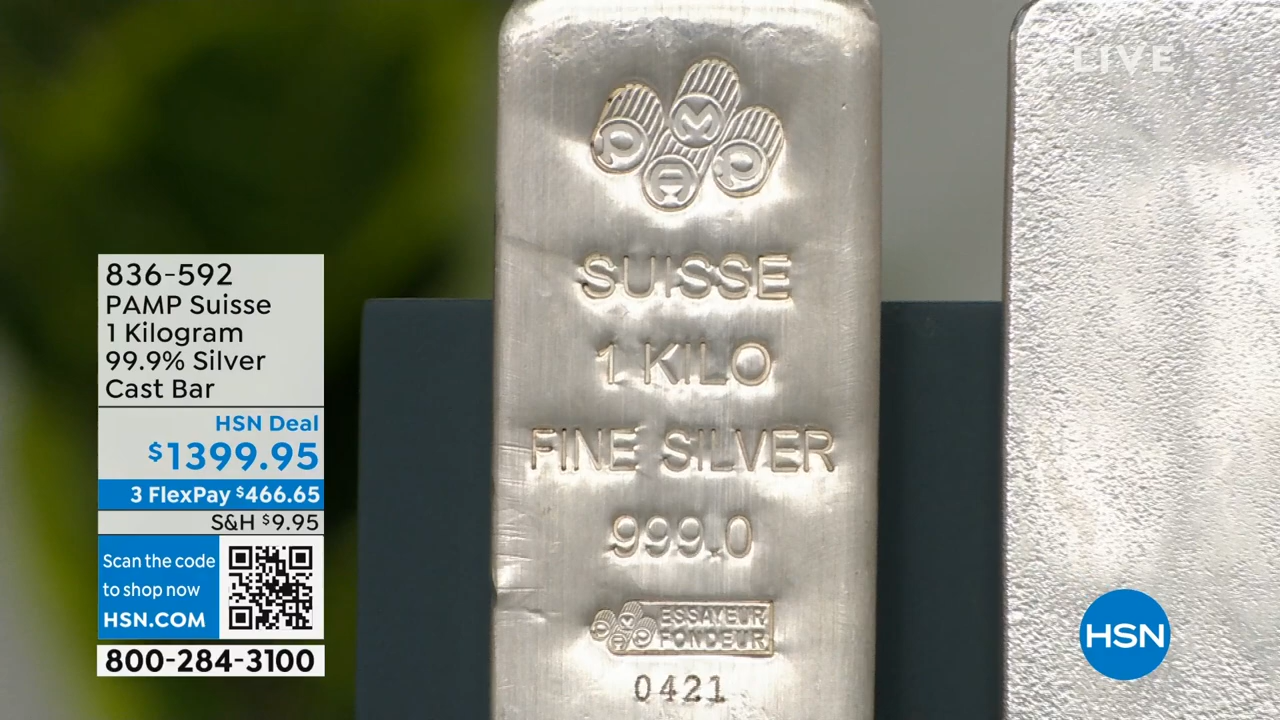 LIVE
P M A P
SUISSE
1 KILO
FINE SILVER
999.0
PAMP ESSAYEUR
FONDEUR
0421
836-592
PAMP Suisse
1 Kilogram
99.9% Silver
Cast Bar
HSN Deal
$1399.95
3 FlexPay $466.65
S&H $9.95
Scan the code
to shop now
HSN.COM
800-284-3100
HSN